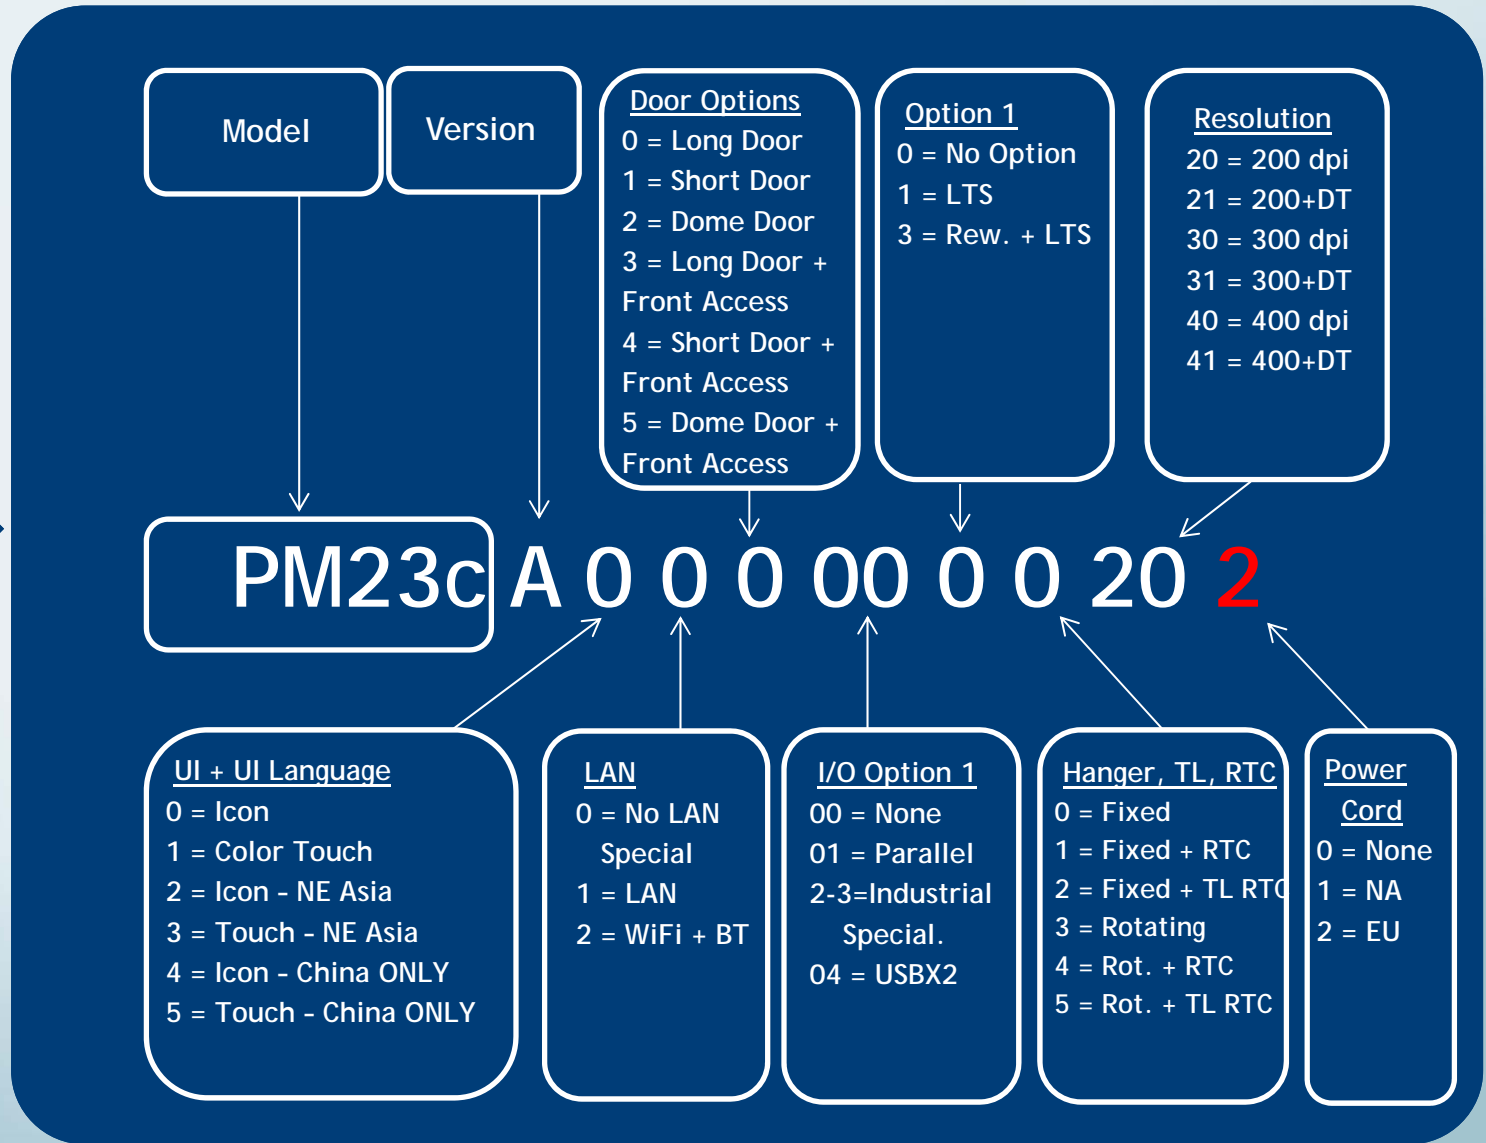 Model
Version
Door Options
0 = Long Door
1 = Short Door
2 = Dome Door
3 = Long Door +
Front Access
4 = Short Door +
Front Access
5 = Dome Door +
Front Access
Option 1
0 = No Option
1 = LTS
3 = Rew. + LTS
Resolution
20 = 200 dpi
21 = 200+DT
30 = 300 dpi
31 = 300+DT
40 = 400 dpi
41 = 400+DT
PM23c A 0 0 0 00 0 0 20 2
UI + UI Language
0 = Icon
1 = Color Touch
2 = Icon - NE Asia
3 = Touch - NE Asia
4 = Icon - China ONLY
5 = Touch - China ONLY
LAN
0 = No LAN
Special
1 = LAN
2 = WiFi + BT
I/O Option 1
00 = None
01 = Parallel
2-3=Industrial
Special.
04 = USBX2
Hanger, TL, RTC
0 = Fixed
1 = Fixed + RTC
2 = Fixed + TL RTC
3 = Rotating
4 = Rot. + RTC
5 = Rot. + TL RTC
Power
Cord
0 = None
1 = NA
2 = EU